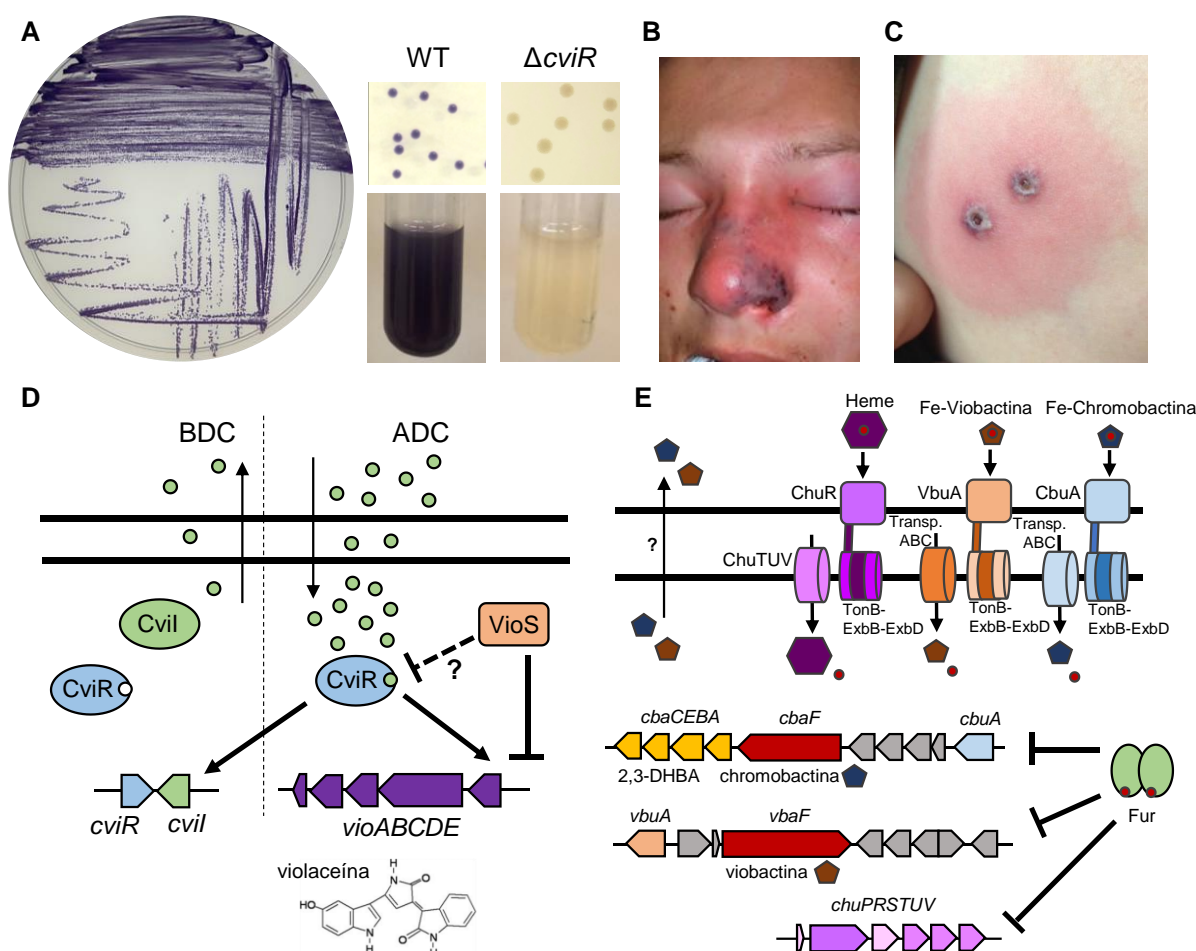 A
WT
ΔcviR
B
C
D
BDC
ADC
CviI
CviR
CviR
VioS
?
cviR
cviI
vioABCDE
violaceína
H
N
O
HO
N
H
O
N
H
E
Heme
Fe-Viobactina
Fe-Chromobactina
ChuR
VbuA
CbuA
?
Transp.
ABC
Transp.
ABC
ChuTUV
TonB-
ExbB-ExbD
TonB-
ExbB-ExbD
TonB-
ExbB-ExbD
cbaCEBA
cbaF
cbuA
2,3-DHBA
chromobactina
Fur
vbuA
vbaF
viobactina
chuPRSTUV